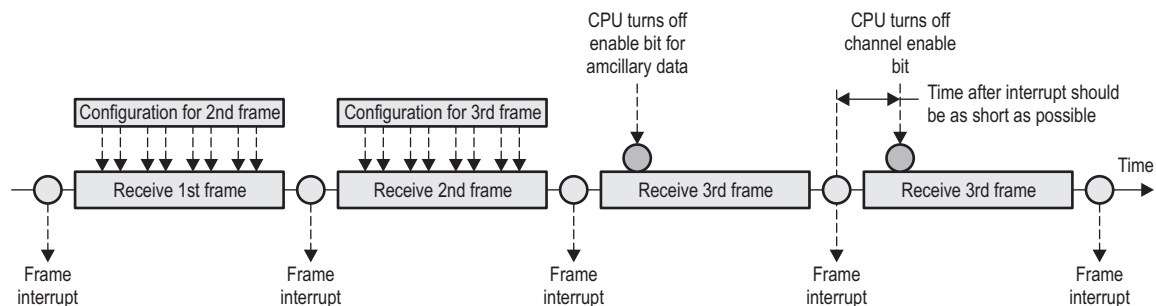 CPU turns off
enable bit for
amcillary data
CPU turns off
channel enable
bit
Time after interrupt should
be as short as possible
Configuration for 2nd frame
Configuration for 3rd frame
Receive 1st frame
Receive 2nd frame
Receive 3rd frame
Receive 3rd frame
Time
Frame
interrupt
Frame
interrupt
Frame
interrupt
Frame
interrupt
Frame
interrupt